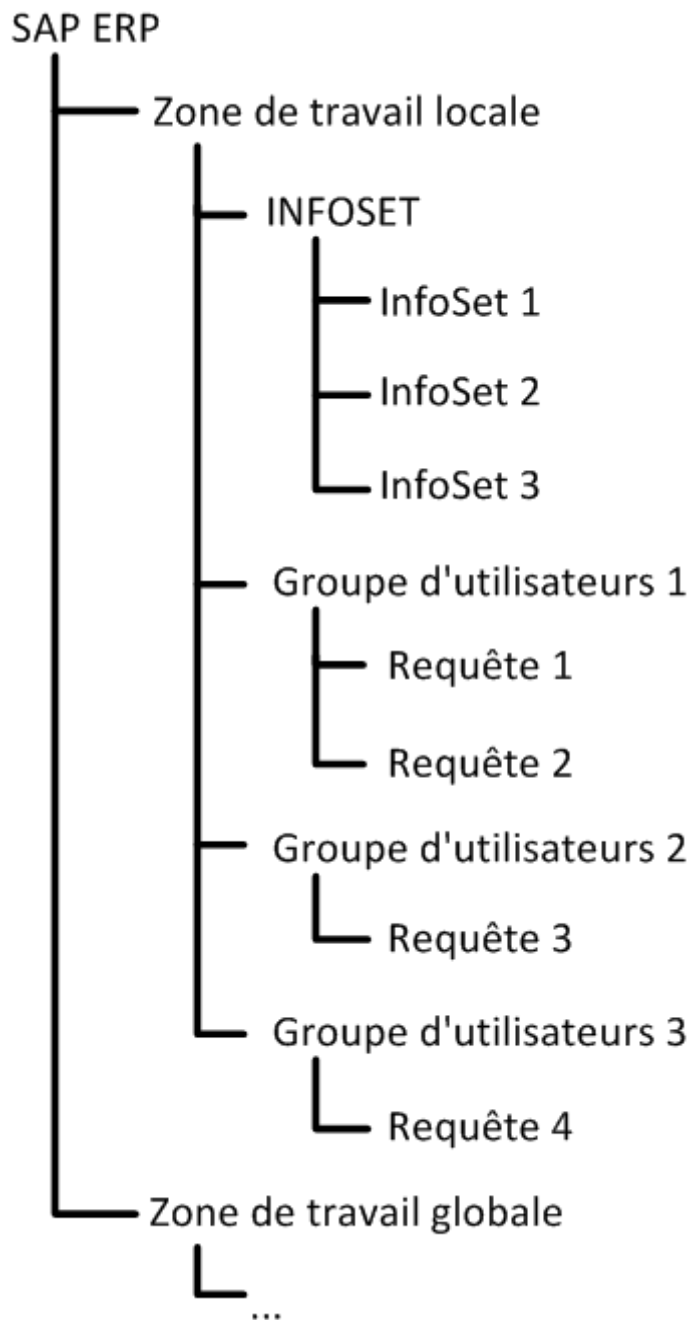 SAP ERP
Zone de travail locale
INFOSET
InfoSet 1
InfoSet 2
InfoSet 3
Groupe d'utilisateurs 1
Requête 1
Requête 2
Groupe d'utilisateurs 2
Requête 3
Groupe d'utilisateurs 3
Requête 4
Zone de travail globale
...